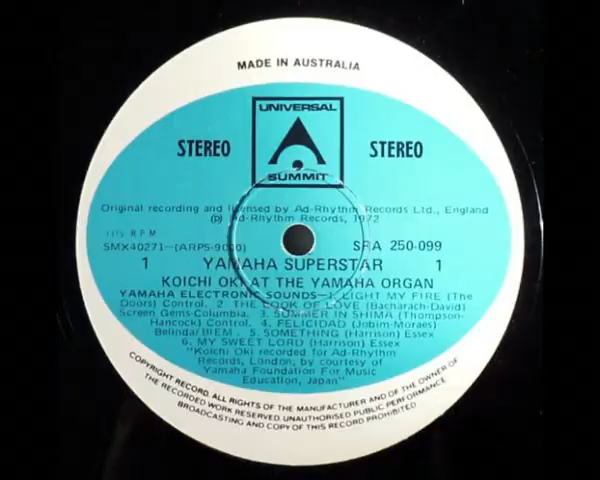 MADE IN AUSTRALIA
UNIVERSAL
SUMMIT
STEREO STEREO
Original recording and licensed by Ad-Rhythm Records Ltd., England
(p) Ad-Rhythm Records, 1972
R P M
SMX40271-(ARPS-9000) SRA 250-099
1 YAMAHA SUPERSTAR 1
KOICHI OKI AT THE YAMAHA ORGAN
YAMAHA ELECTRONIC SOUNDS-1. LIGHT MY FIRE (The
Doors) Control. 2. THE LOOK OF LOVE (Bacharach-David)
Screen Gems-Columbia. 3. SUMMER IN SHIMA (Thompson-
Hancock) Control. 4. FELICIDAD (Jobim-Moraes)
Belinda/BIEM. 5. SOMETHING (Harrison) Essex
6. MY SWEET LORD (Harrison) Essex
"Koichi Oki recorded for Ad-Rhythm
Records, London, by courtesy of
Yamaha Foundation For Music
Education, Japan"
COPYRIGHT RECORD. ALL RIGHTS OF THE MANUFACTURER AND OF THE OWNER OF
THE RECORDED WORK RESERVED. UNAUTHORISED PUBLIC PERFORMANCE
BROADCASTING AND COPY OF THIS RECORD PROHIBITED